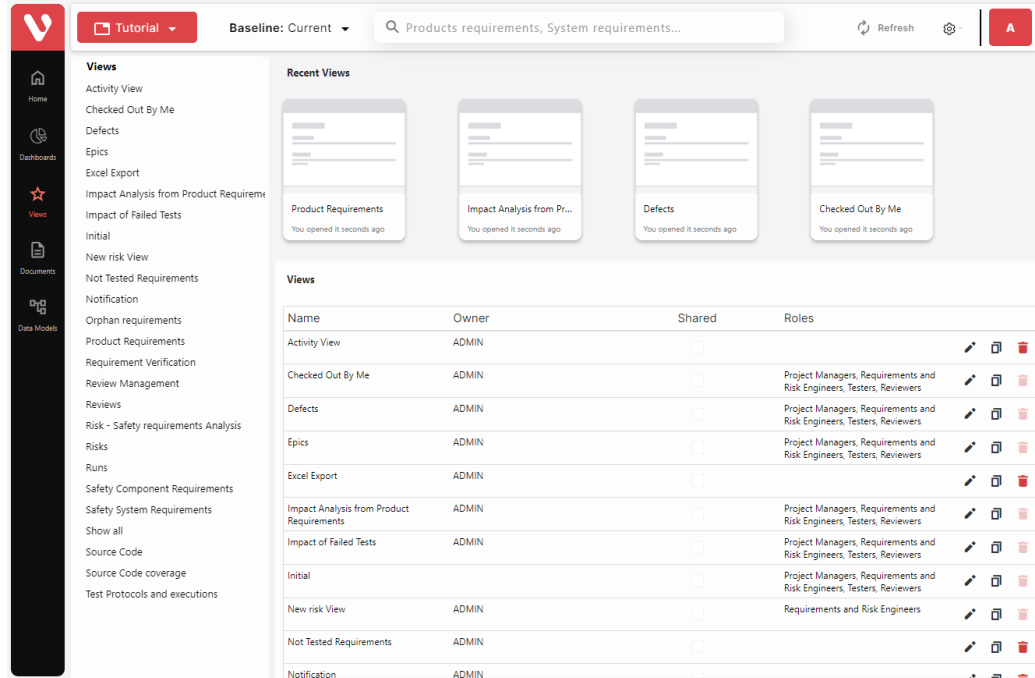 Tutorial
Baseline: Current
Products requirements, System requirements...
Refresh
A
Home
Dashboards
Views
Documents
Data Models
Views
Activity View
Checked Out By Me
Defects
Epics
Excel Export
Impact Analysis from Product Requireme
Impact of Failed Tests
Initial
New risk View
Not Tested Requirements
Notification
Orphan requirements
Product Requirements
Requirement Verification
Review Management
Reviews
Risk - Safety requirements Analysis
Risks
Runs
Safety Component Requirements
Safety System Requirements
Show all
Source Code
Source Code coverage
Test Protocols and executions
Recent Views
Product Requirements
You opened it seconds ago
Impact Analysis from Pr...
You opened it seconds ago
Defects
You opened it seconds ago
Checked Out By Me
You opened it seconds ago
Views
Name Owner Shared Roles
Activity View ADMIN
Checked Out By Me ADMIN Project Managers, Requirements and
Risk Engineers, Testers, Reviewers
Defects ADMIN Project Managers, Requirements and
Risk Engineers, Testers, Reviewers
Epics ADMIN Project Managers, Requirements and
Risk Engineers, Testers, Reviewers
Excel Export ADMIN
Impact Analysis from Product ADMIN Project Managers, Requirements and
Requirements Risk Engineers, Testers, Reviewers
Impact of Failed Tests ADMIN Project Managers, Requirements and
Risk Engineers, Testers, Reviewers
Initial Project Managers, Requirements and
Risk Engineers, Testers, Reviewers
New risk View ADMIN Requirements and Risk Engineers
Not Tested Requirements ADMIN
Notification ADMIN